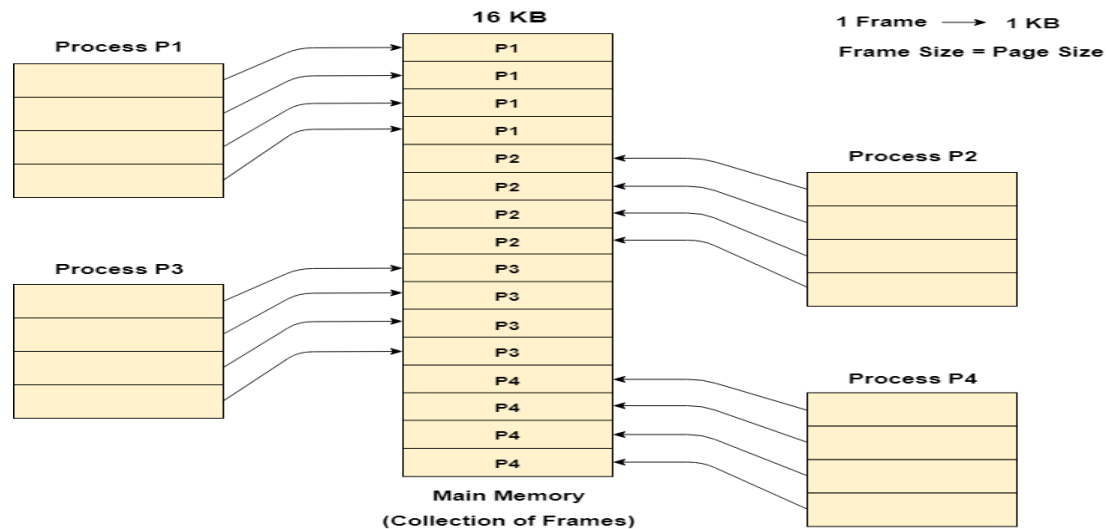 16 KB
1 Frame → 1 KB
Frame Size = Page Size
Process P1
P1
P1
P1
P1
Process P2
P2
P2
P2
P2
Process P3
P3
P3
P3
P3
Process P4
P4
P4
P4
P4
Main Memory
(Collection of Frames)